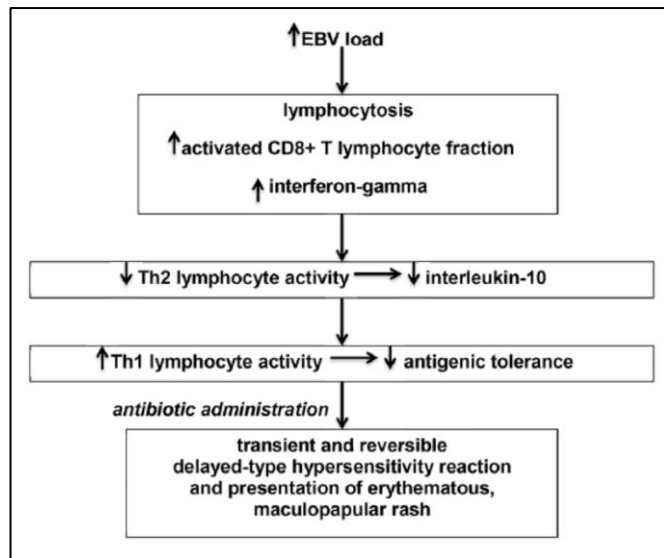 ↑EBV load
lymphocytosis
↑activated CD8+ T lymphocyte fraction
↑ interferon-gamma
↓ Th2 lymphocyte activity → ↓ interleukin-10
↑Th1 lymphocyte activity → ↓ antigenic tolerance
antibiotic administration
transient and reversible
delayed-type hypersensitivity reaction
and presentation of erythematous,
maculopapular rash